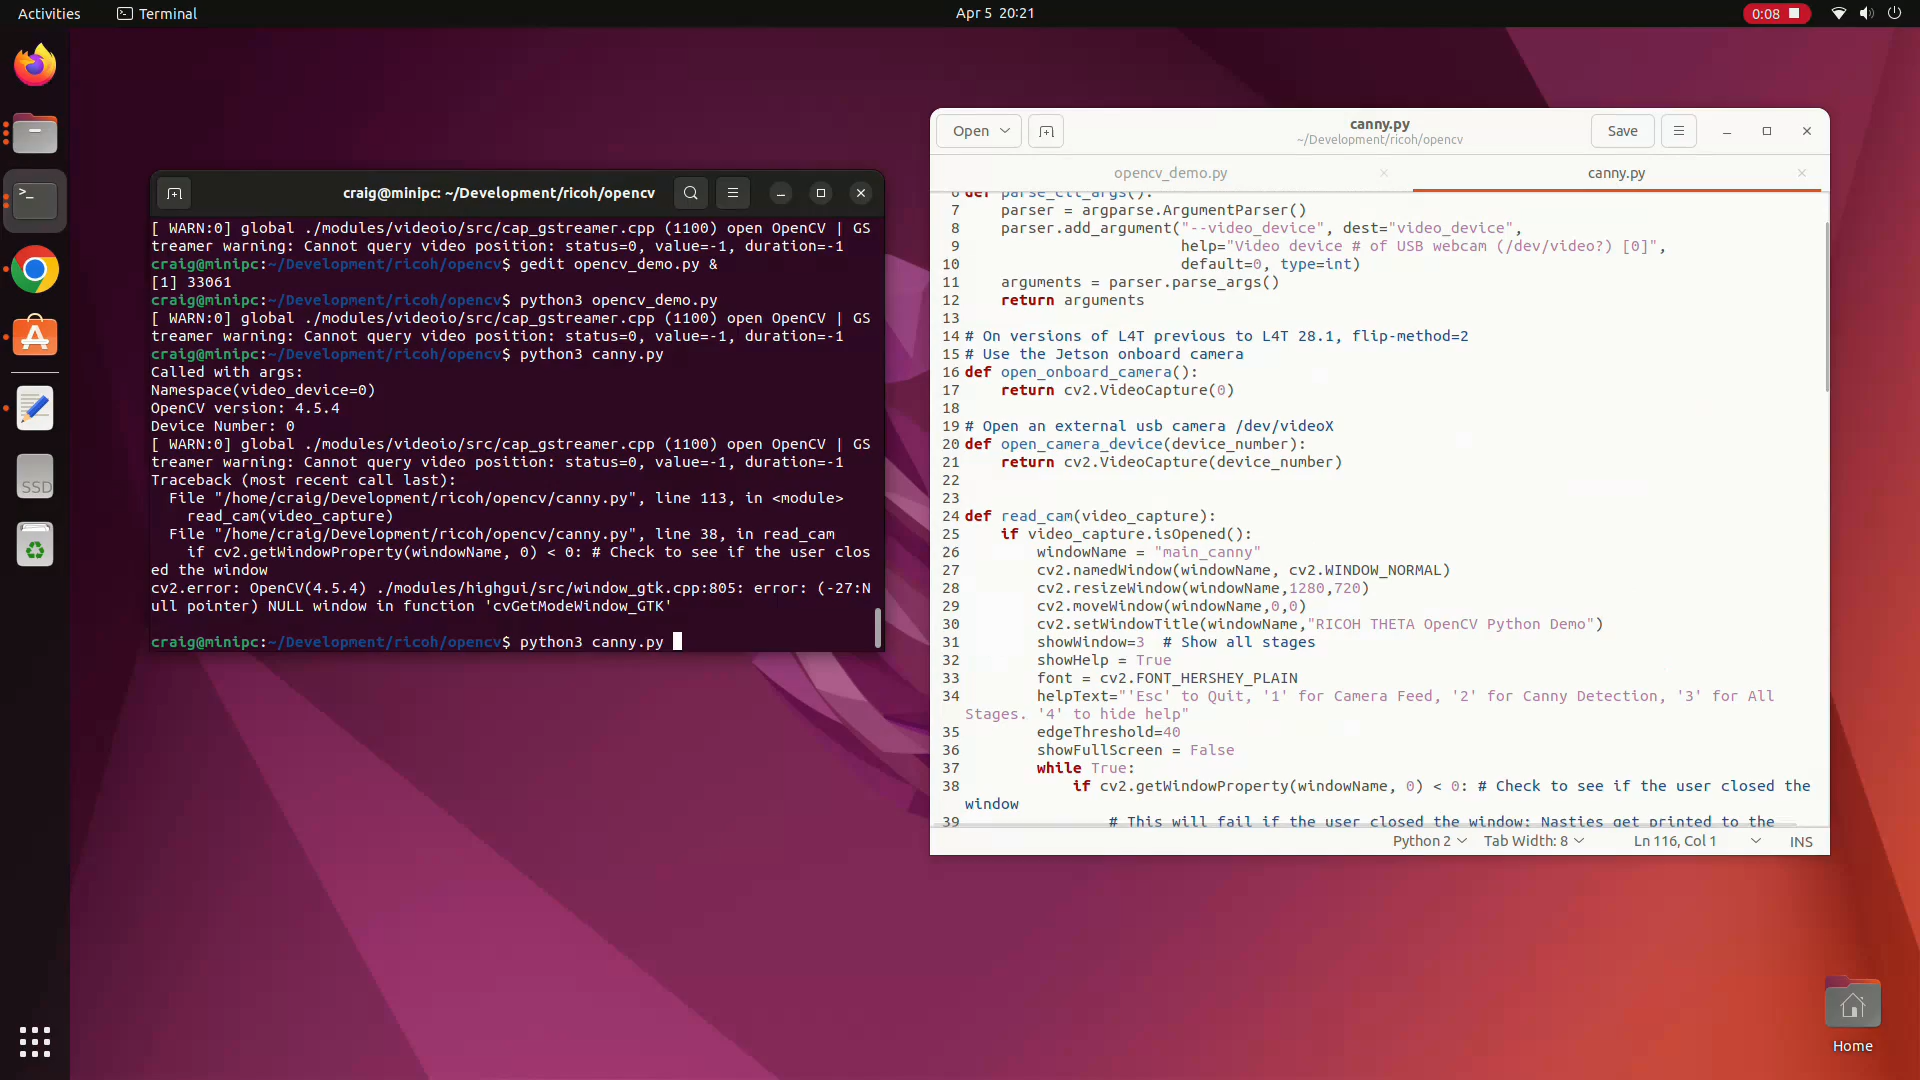 Activities
Terminal
Apr 5 20:21
0:08
craig@minipc: ~/Development/ricoh/opencv
[ WARN:0] global ./modules/videoio/src/cap_gstreamer.cpp (1100) open OpenCV | GS
treamer warning: Cannot query video position: status=0, value=-1, duration=-1
craig@minipc:~/Development/ricoh/opencv$ gedit opencv_demo.py &
[1] 33061
craig@minipc:~/Development/ricoh/opencv$ python3 opencv_demo.py
[ WARN:0] global ./modules/videoio/src/cap_gstreamer.cpp (1100) open OpenCV | GS
treamer warning: Cannot query video position: status=0, value=-1, duration=-1
craig@minipc:~/Development/ricoh/opencv$ python3 canny.py
Called with args:
Namespace(video_device=0)
OpenCV version: 4.5.4
Device Number: 0
[ WARN:0] global ./modules/videoio/src/cap_gstreamer.cpp (1100) open OpenCV | GS
treamer warning: Cannot query video position: status=0, value=-1, duration=-1
Traceback (most recent call last):
  File "/home/craig/Development/ricoh/opencv/canny.py", line 113, in <module>
    read_cam(video_capture)
  File "/home/craig/Development/ricoh/opencv/canny.py", line 38, in read_cam
    if cv2.getWindowProperty(windowName, 0) < 0: # Check to see if the user clos
ed the window
cv2.error: OpenCV(4.5.4) ./modules/highgui/src/window_gtk.cpp:805: error: (-27:N
ull pointer) NULL window in function 'cvGetModeWindow_GTK'
craig@minipc:~/Development/ricoh/opencv$ python3 canny.py
Open
canny.py
~/Development/ricoh/opencv
Save
opencv_demo.py
canny.py
6 def parse_cli_args():
7     parser = argparse.ArgumentParser()
8     parser.add_argument("--video_device", dest="video_device",
9                         help="Video device # of USB webcam (/dev/video?) [0]",
10                         default=0, type=int)
11     arguments = parser.parse_args()
12     return arguments
13
14 # On versions of L4T previous to L4T 28.1, flip-method=2
15 # Use the Jetson onboard camera
16 def open_onboard_camera():
17     return cv2.VideoCapture(0)
18
19 # Open an external usb camera /dev/videoX
20 def open_camera_device(device_number):
21     return cv2.VideoCapture(device_number)
22
23
24 def read_cam(video_capture):
25     if video_capture.isOpened():
26         windowName = "main_canny"
27         cv2.namedWindow(windowName, cv2.WINDOW_NORMAL)
28         cv2.resizeWindow(windowName,1280,720)
29         cv2.moveWindow(windowName,0,0)
30         cv2.setWindowTitle(windowName,"RICOH THETA OpenCV Python Demo")
31         showWindow=3  # Show all stages
32         showHelp = True
33         font = cv2.FONT_HERSHEY_PLAIN
34         helpText="'Esc' to Quit, '1' for Camera Feed, '2' for Canny Detection, '3' for All
Stages. '4' to hide help"
35         edgeThreshold=40
36         showFullScreen = False
37         while True:
38             if cv2.getWindowProperty(windowName, 0) < 0: # Check to see if the user closed the
window
39                 # This will fail if the user closed the window; Nasties get printed to the
Python 2
Tab Width: 8
Ln 116, Col 1
INS
SSD
Home